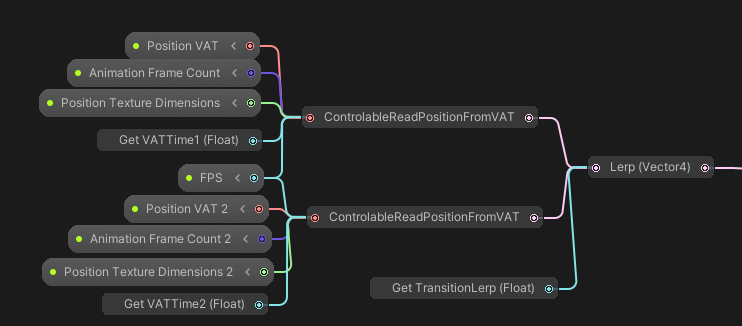 Position VAT
Animation Frame Count
Position Texture Dimensions
Get VATTime1 (Float)
ControlableReadPositionFromVAT
FPS
Position VAT 2
Animation Frame Count 2
Position Texture Dimensions 2
Get VATTime2 (Float)
ControlableReadPositionFromVAT
Get TransitionLerp (Float)
Lerp (Vector4)